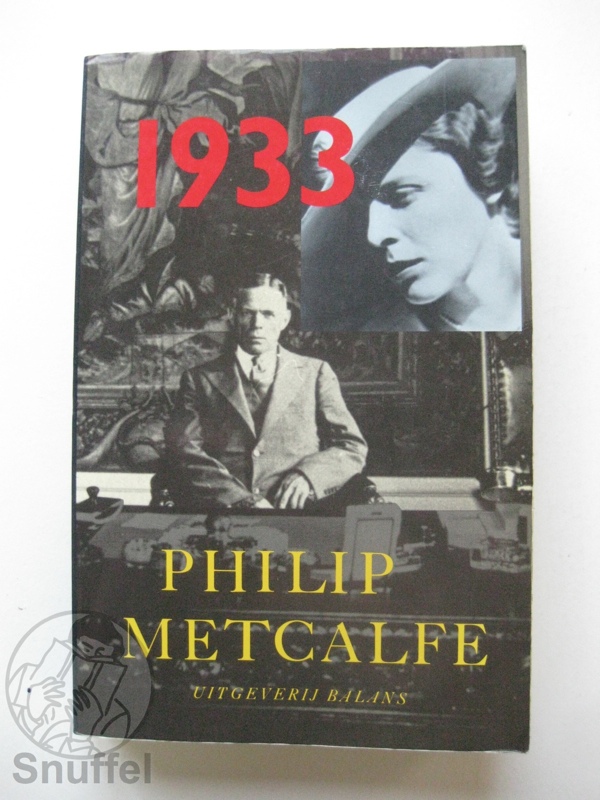 1933
PHILIP
METCALFE
UITGEVERIJ BALANS
Snuffel